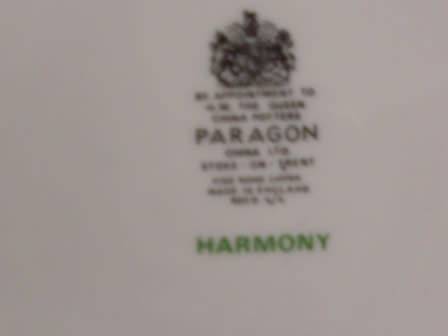 BY APPOINTMENT TO
H.M. THE QUEEN
CHINA POTTERS
PARAGON
CHINA LTD.
STOKE-ON-TRENT
FINE BONE CHINA
MADE IN ENGLAND
HARMONY